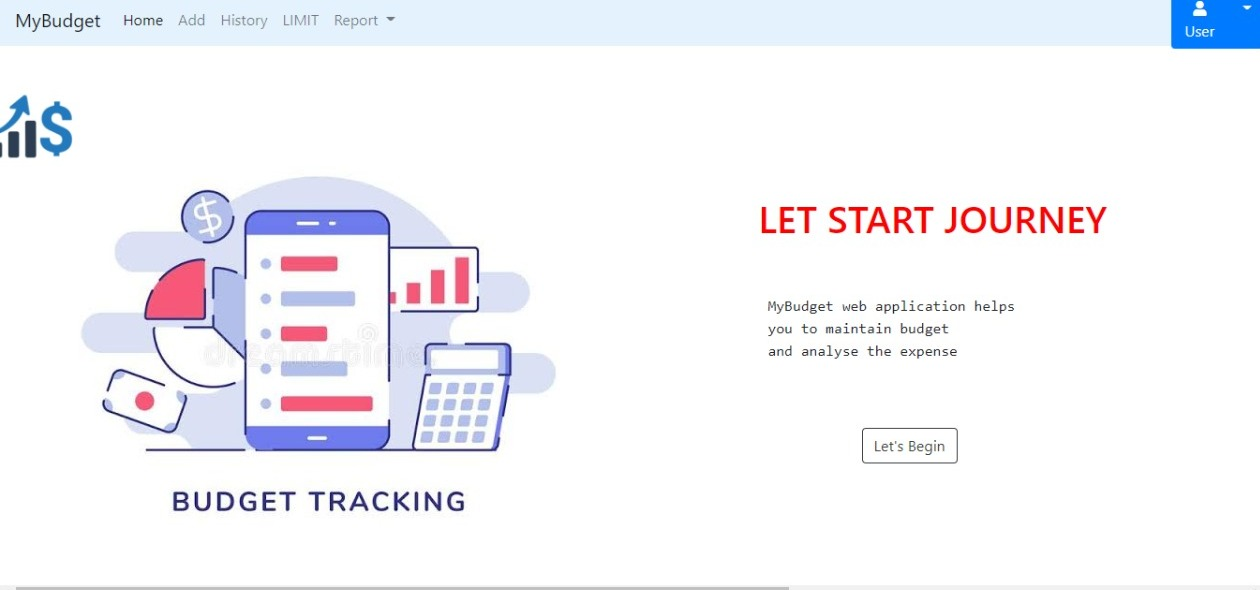 MyBudget Home Add History LIMIT Report
User
$
$
LET START JOURNEY
MyBudget web application helps
you to maintain budget
and analyse the expense
dreamstime
Let's Begin
BUDGET TRACKING